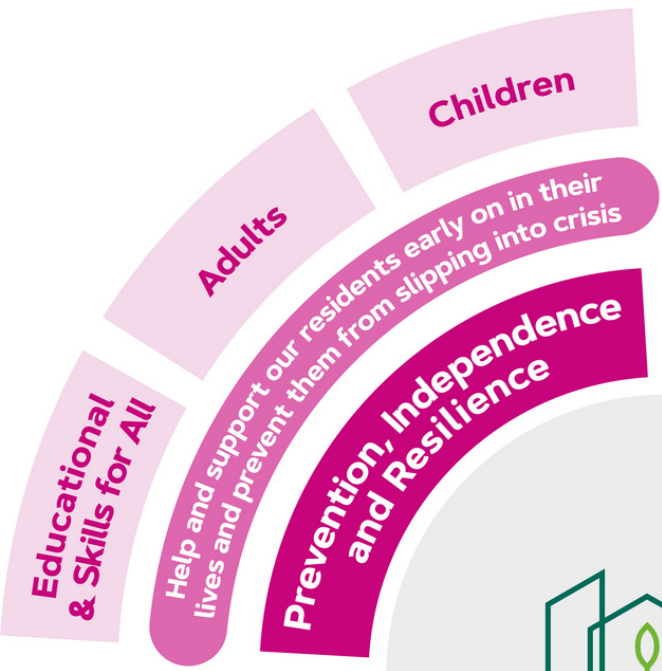 Children
Adults
Educational
& Skills for All
Help and support our residents early on in their
lives and prevent them from slipping into crisis
Prevention, Independence
and Resilience